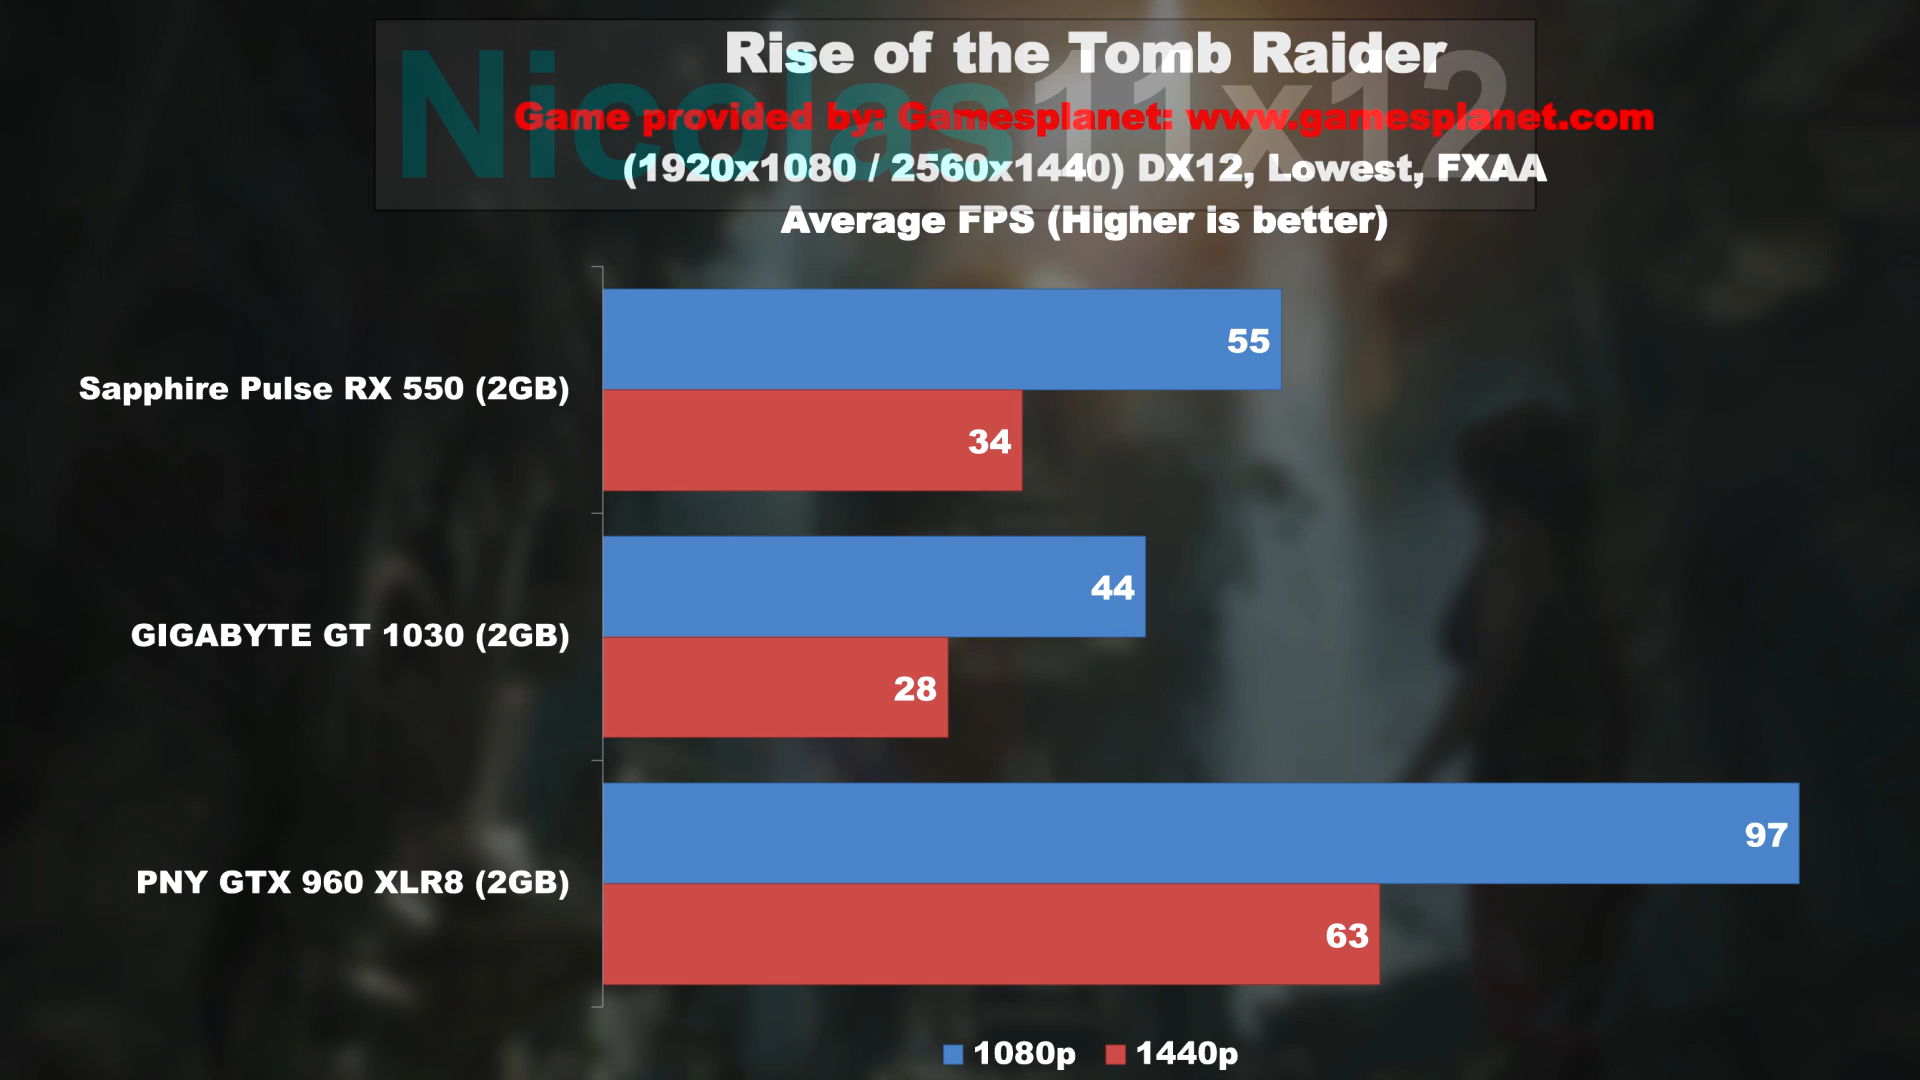 Nicolas11x12
Rise of the Tomb Raider
Game provided by: Gamesplanet: www.gamesplanet.com
(1920x1080 / 2560x1440) DX12, Lowest, FXAA
Average FPS (Higher is better)
Sapphire Pulse RX 550 (2GB)
55
34
GIGABYTE GT 1030 (2GB)
44
28
PNY GTX 960 XLR8 (2GB)
97
63
1080p 1440p